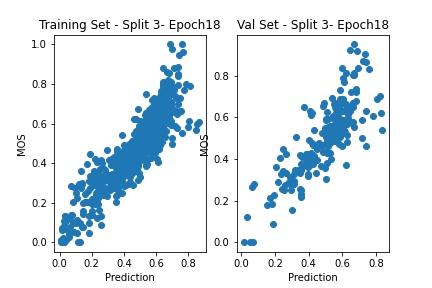 Training Set - Split 3- Epoch18
Val Set - Split 3- Epoch18
1.0
0.8
0.6
0.4
0.2
0.0
MOS
0.0 0.2 0.4 0.6 0.8
Prediction
0.8
0.6
0.4
0.2
0.0
MOS
0.0 0.2 0.4 0.6 0.8
Prediction